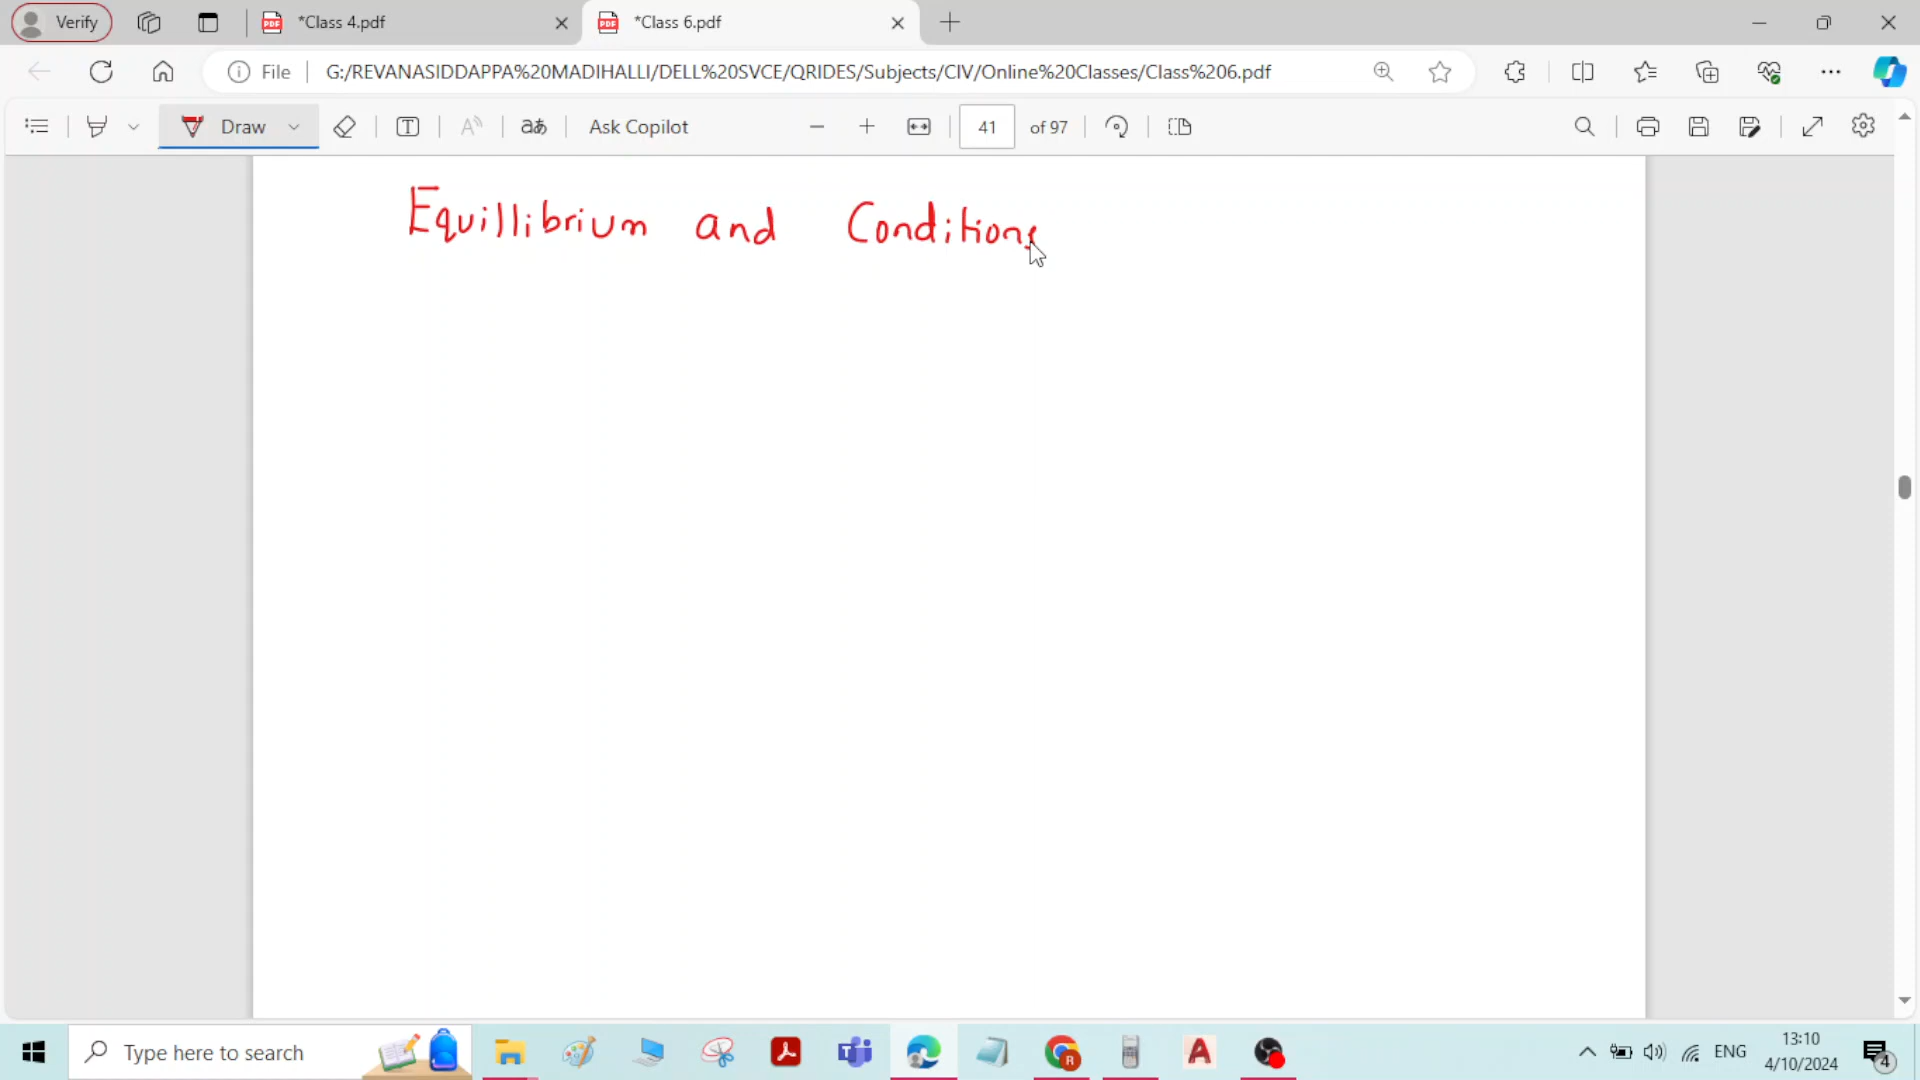 Verify
*Class 4.pdf
*Class 6.pdf
File
G:/REVANASIDDAPPA%20MADIHALLI/DELL%20SVCE/QRIDES/Subjects/CIV/Online%20Classes/Class%206.pdf
Draw
Ask Copilot
41 of 97
Equillibrium and Conditions
Type here to search
ENG
13:10
4/10/2024
4